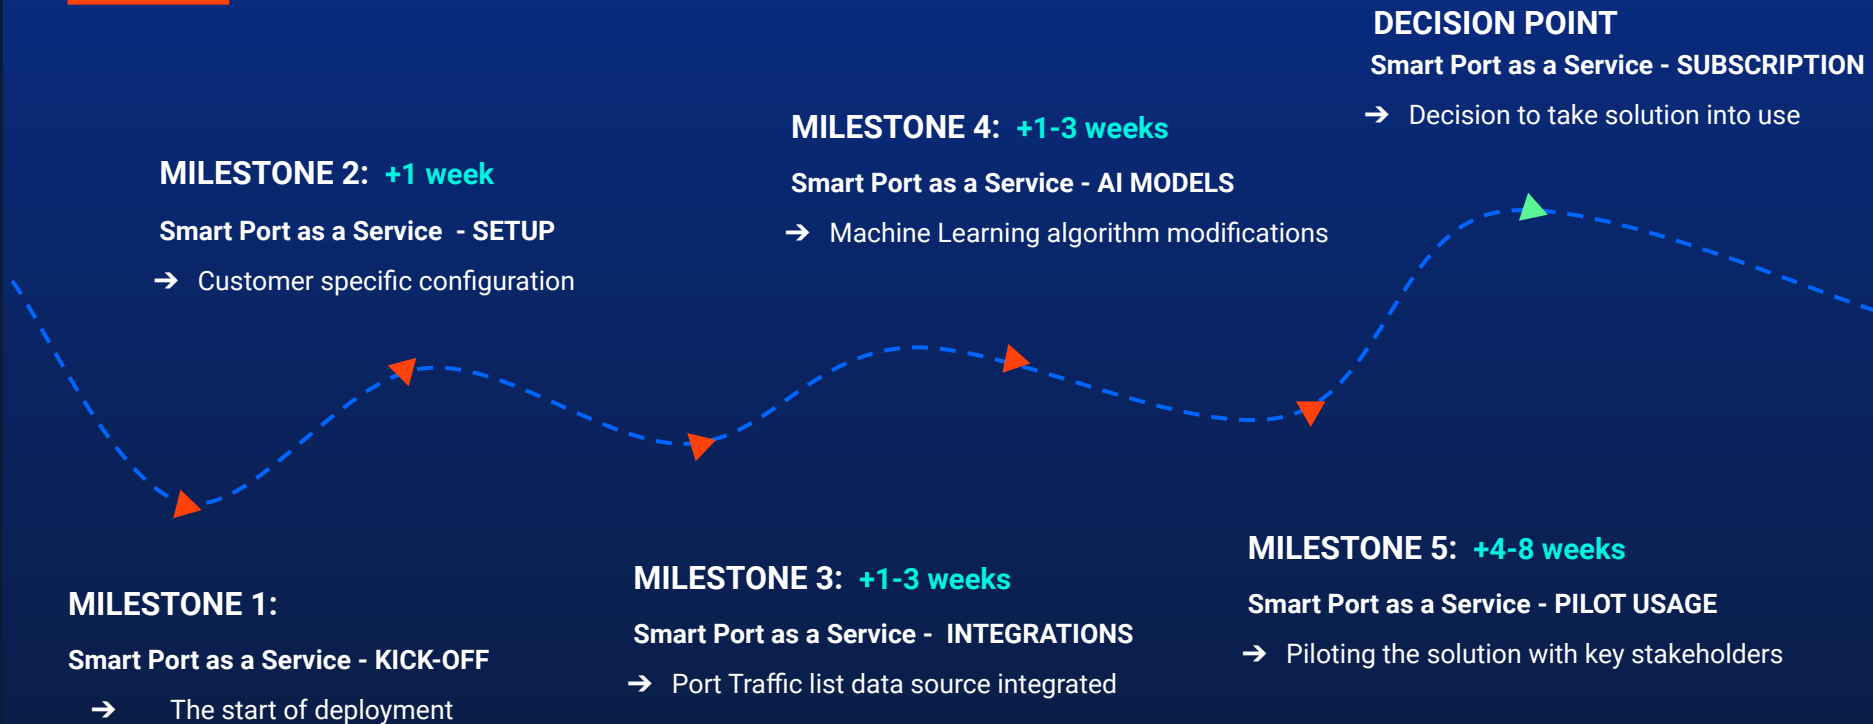 DECISION POINT
Smart Port as a Service - SUBSCRIPTION
➔ Decision to take solution into use
MILESTONE 4: +1-3 weeks
Smart Port as a Service - AI MODELS
➔ Machine Learning algorithm modifications
MILESTONE 2: +1 week
Smart Port as a Service - SETUP
➔ Customer specific configuration
MILESTONE 1:
Smart Port as a Service - KICK-OFF
➔ The start of deployment
MILESTONE 3: +1-3 weeks
Smart Port as a Service - INTEGRATIONS
➔ Port Traffic list data source integrated
MILESTONE 5: +4-8 weeks
Smart Port as a Service - PILOT USAGE
➔ Piloting the solution with key stakeholders